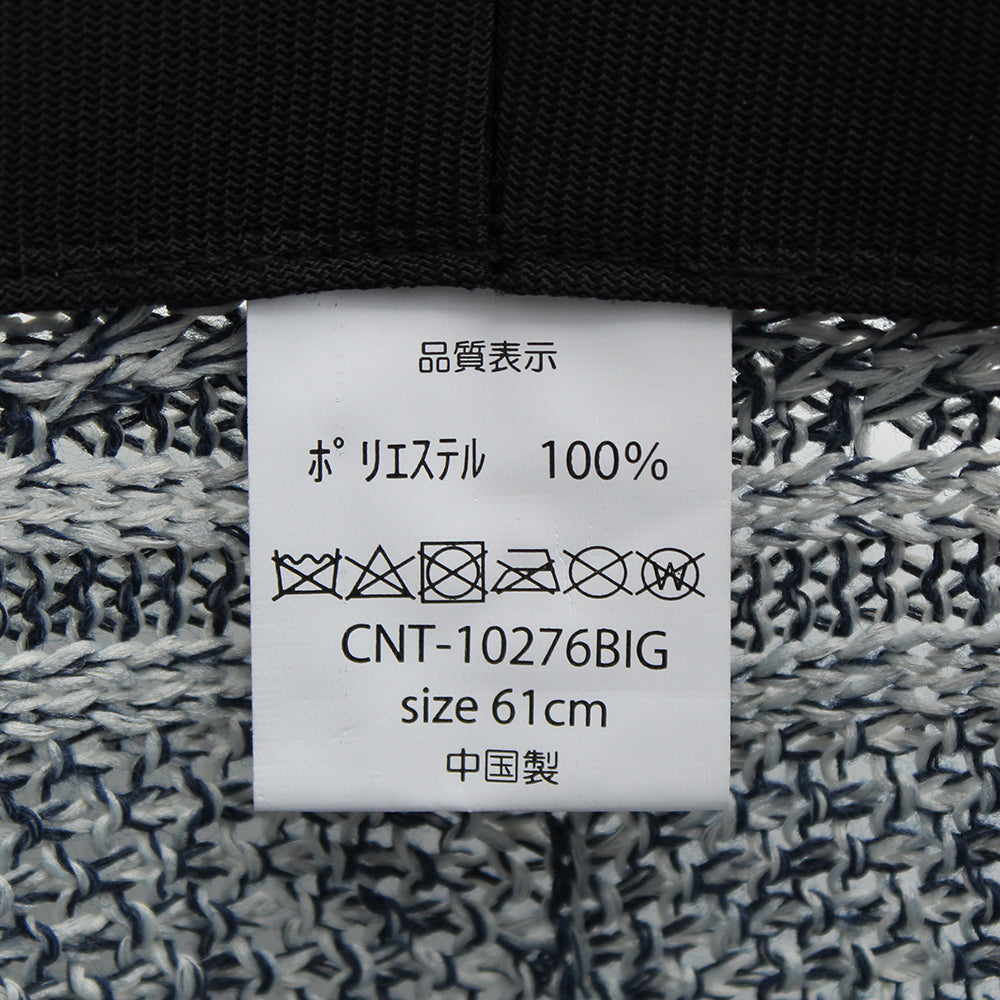 品質表示
ポリエステル 100%
W
CNT-10276BIG
size 61cm
中国製